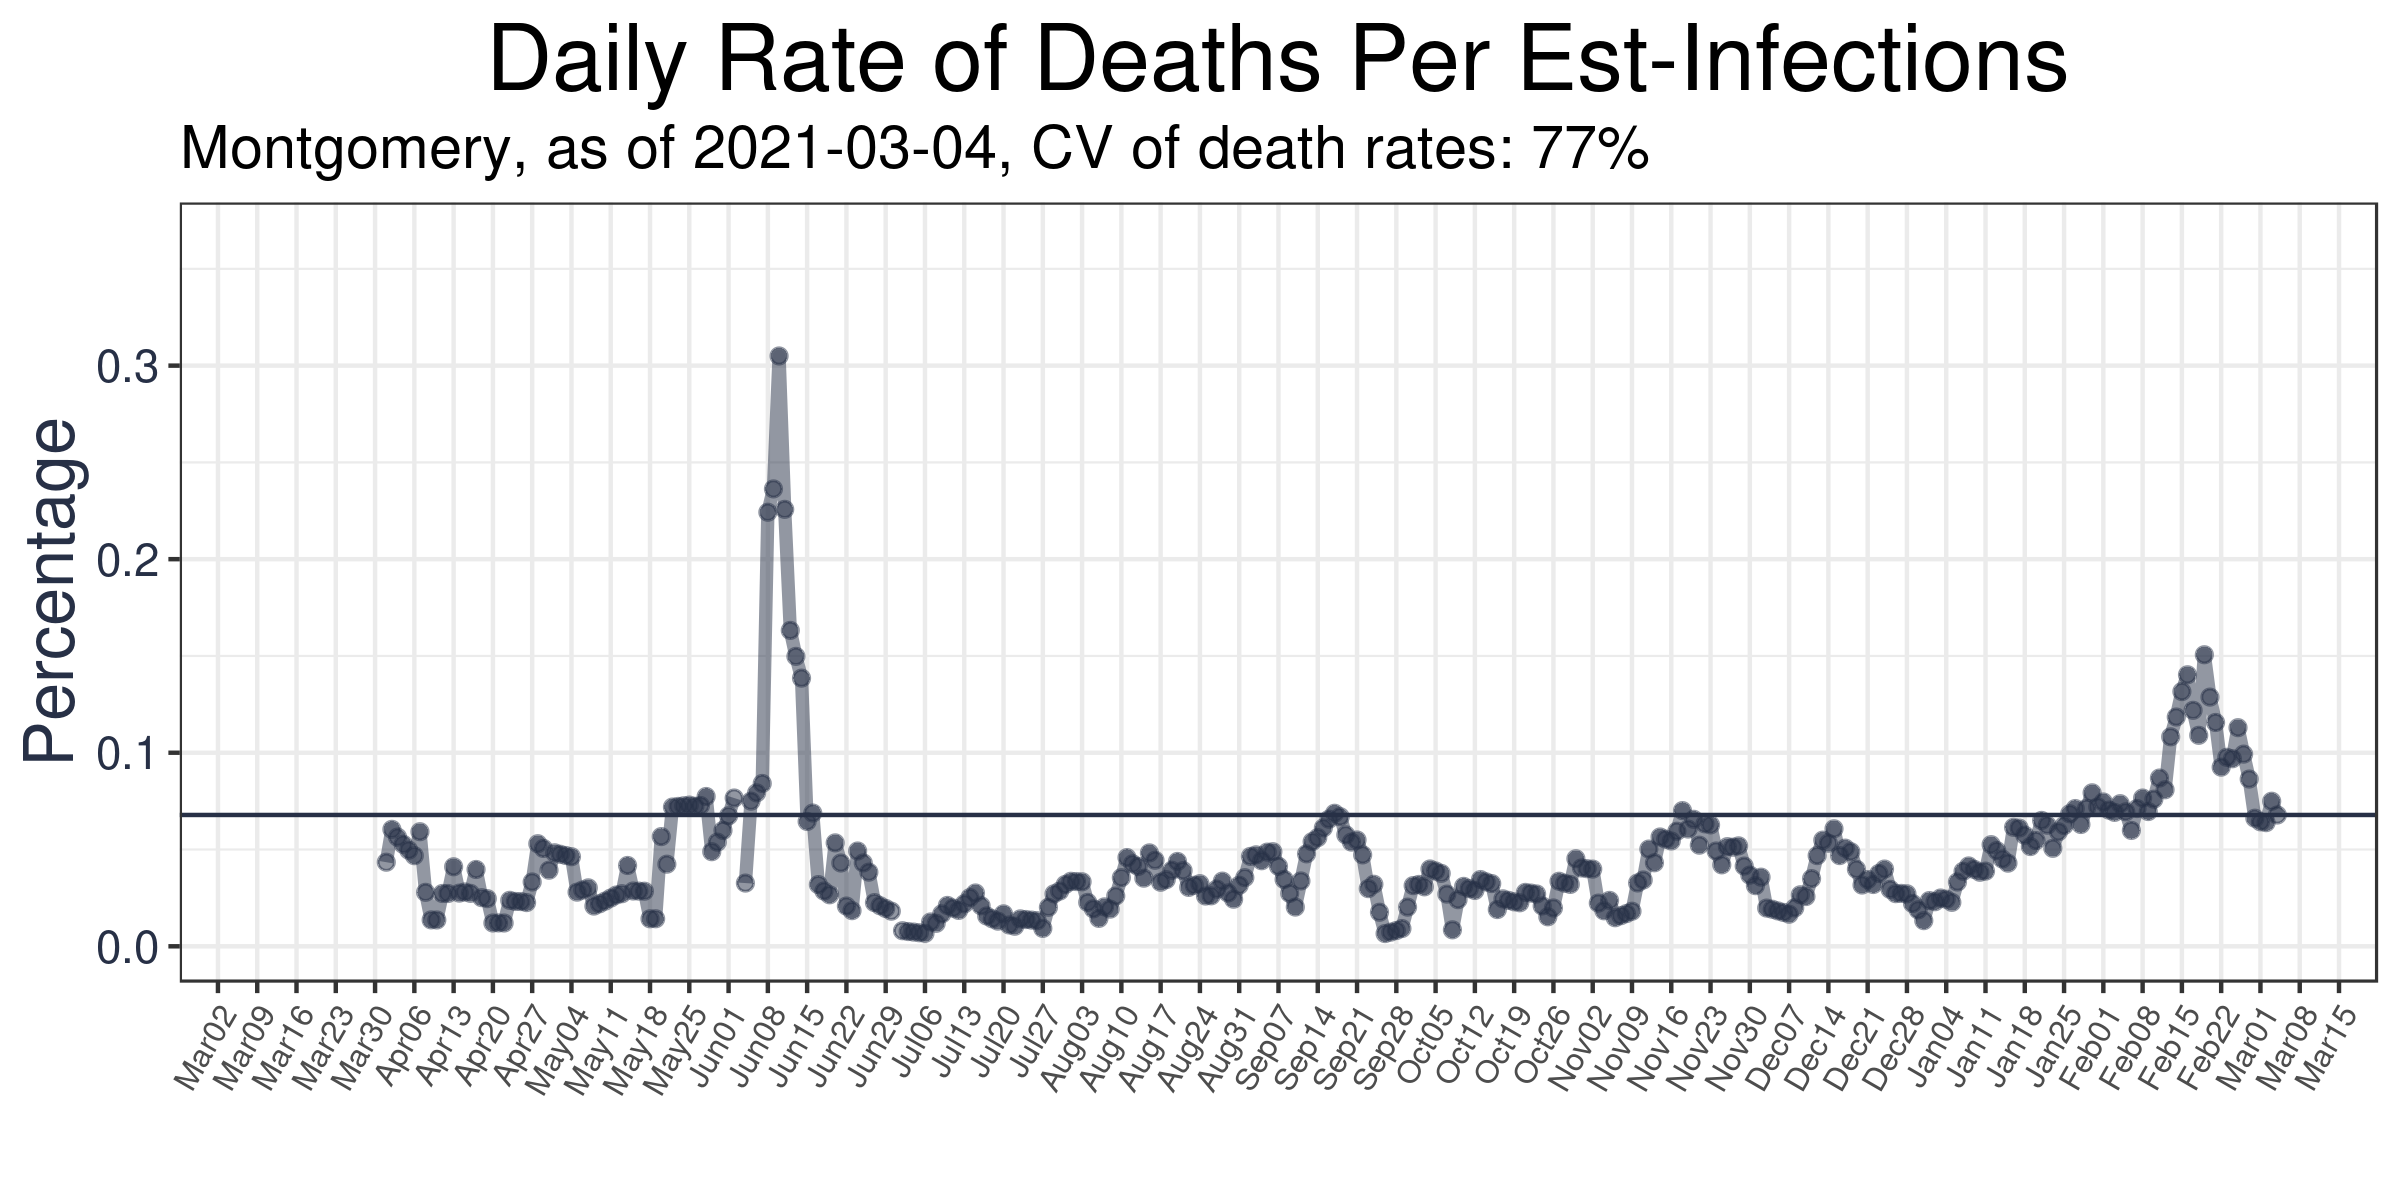 Daily Rate of Deaths Per Est-Infections
Montgomery, as of 2021-03-04, CV of death rates: 77%
Percentage
0.3
0.2
0.1
0.0
Mar02
Mar09
Mar16
Mar23
Mar30
Apr06
Apr13
Apr20
Apr27
May04
May11
May18
May25
Jun01
Jun08
Jun15
Jun22
Jun29
Jul06
Jul13
Jul20
Jul27
Aug03
Aug10
Aug17
Aug24
Aug31
Sep07
Sep14
Sep21
Sep28
Oct05
Oct12
Oct19
Oct26
Nov02
Nov09
Nov16
Nov23
Nov30
Dec07
Dec14
Dec21
Dec28
Jan04
Jan11
Jan18
Jan25
Feb01
Feb08
Feb15
Feb22
Mar01
Mar08
Mar15